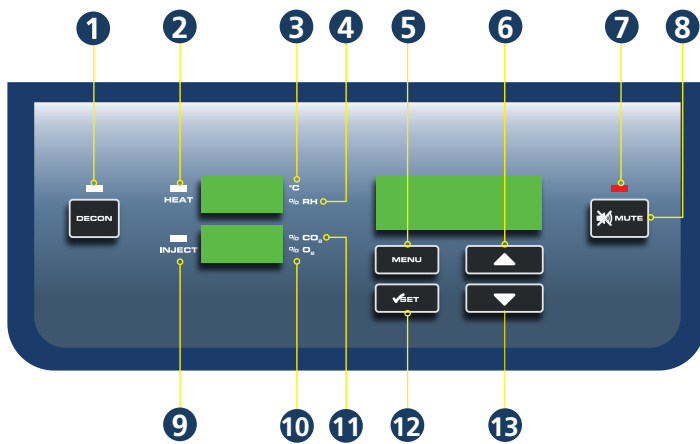 1 2 3 4 5 6 7 8
°C
HEAT % RH
DECON MUTE
% CO₂
INJECT % O₂
MENU
✓SET
9 10 11 12 13